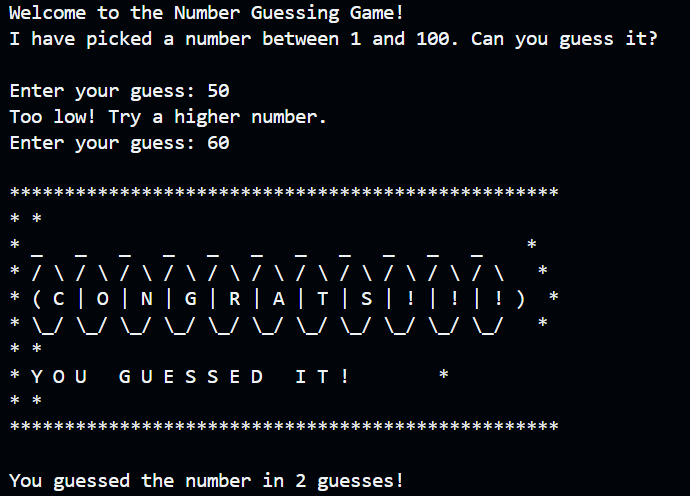 Welcome to the Number Guessing Game!
I have picked a number between 1 and 100. Can you guess it?
Enter your guess: 50
Too low! Try a higher number.
Enter your guess: 60
**************************************************
* *
* _   _   _   _   _   _   _   _   _   _   _    *
* / \ / \ / \ / \ / \ / \ / \ / \ / \ / \ / \   *
* ( C | O | N | G | R | A | T | S | ! | ! | ! )  *
* \_/ \_/ \_/ \_/ \_/ \_/ \_/ \_/ \_/ \_/ \_/   *
* *
* Y O U   G U E S S E D   I T !        *
* *
**************************************************
You guessed the number in 2 guesses!